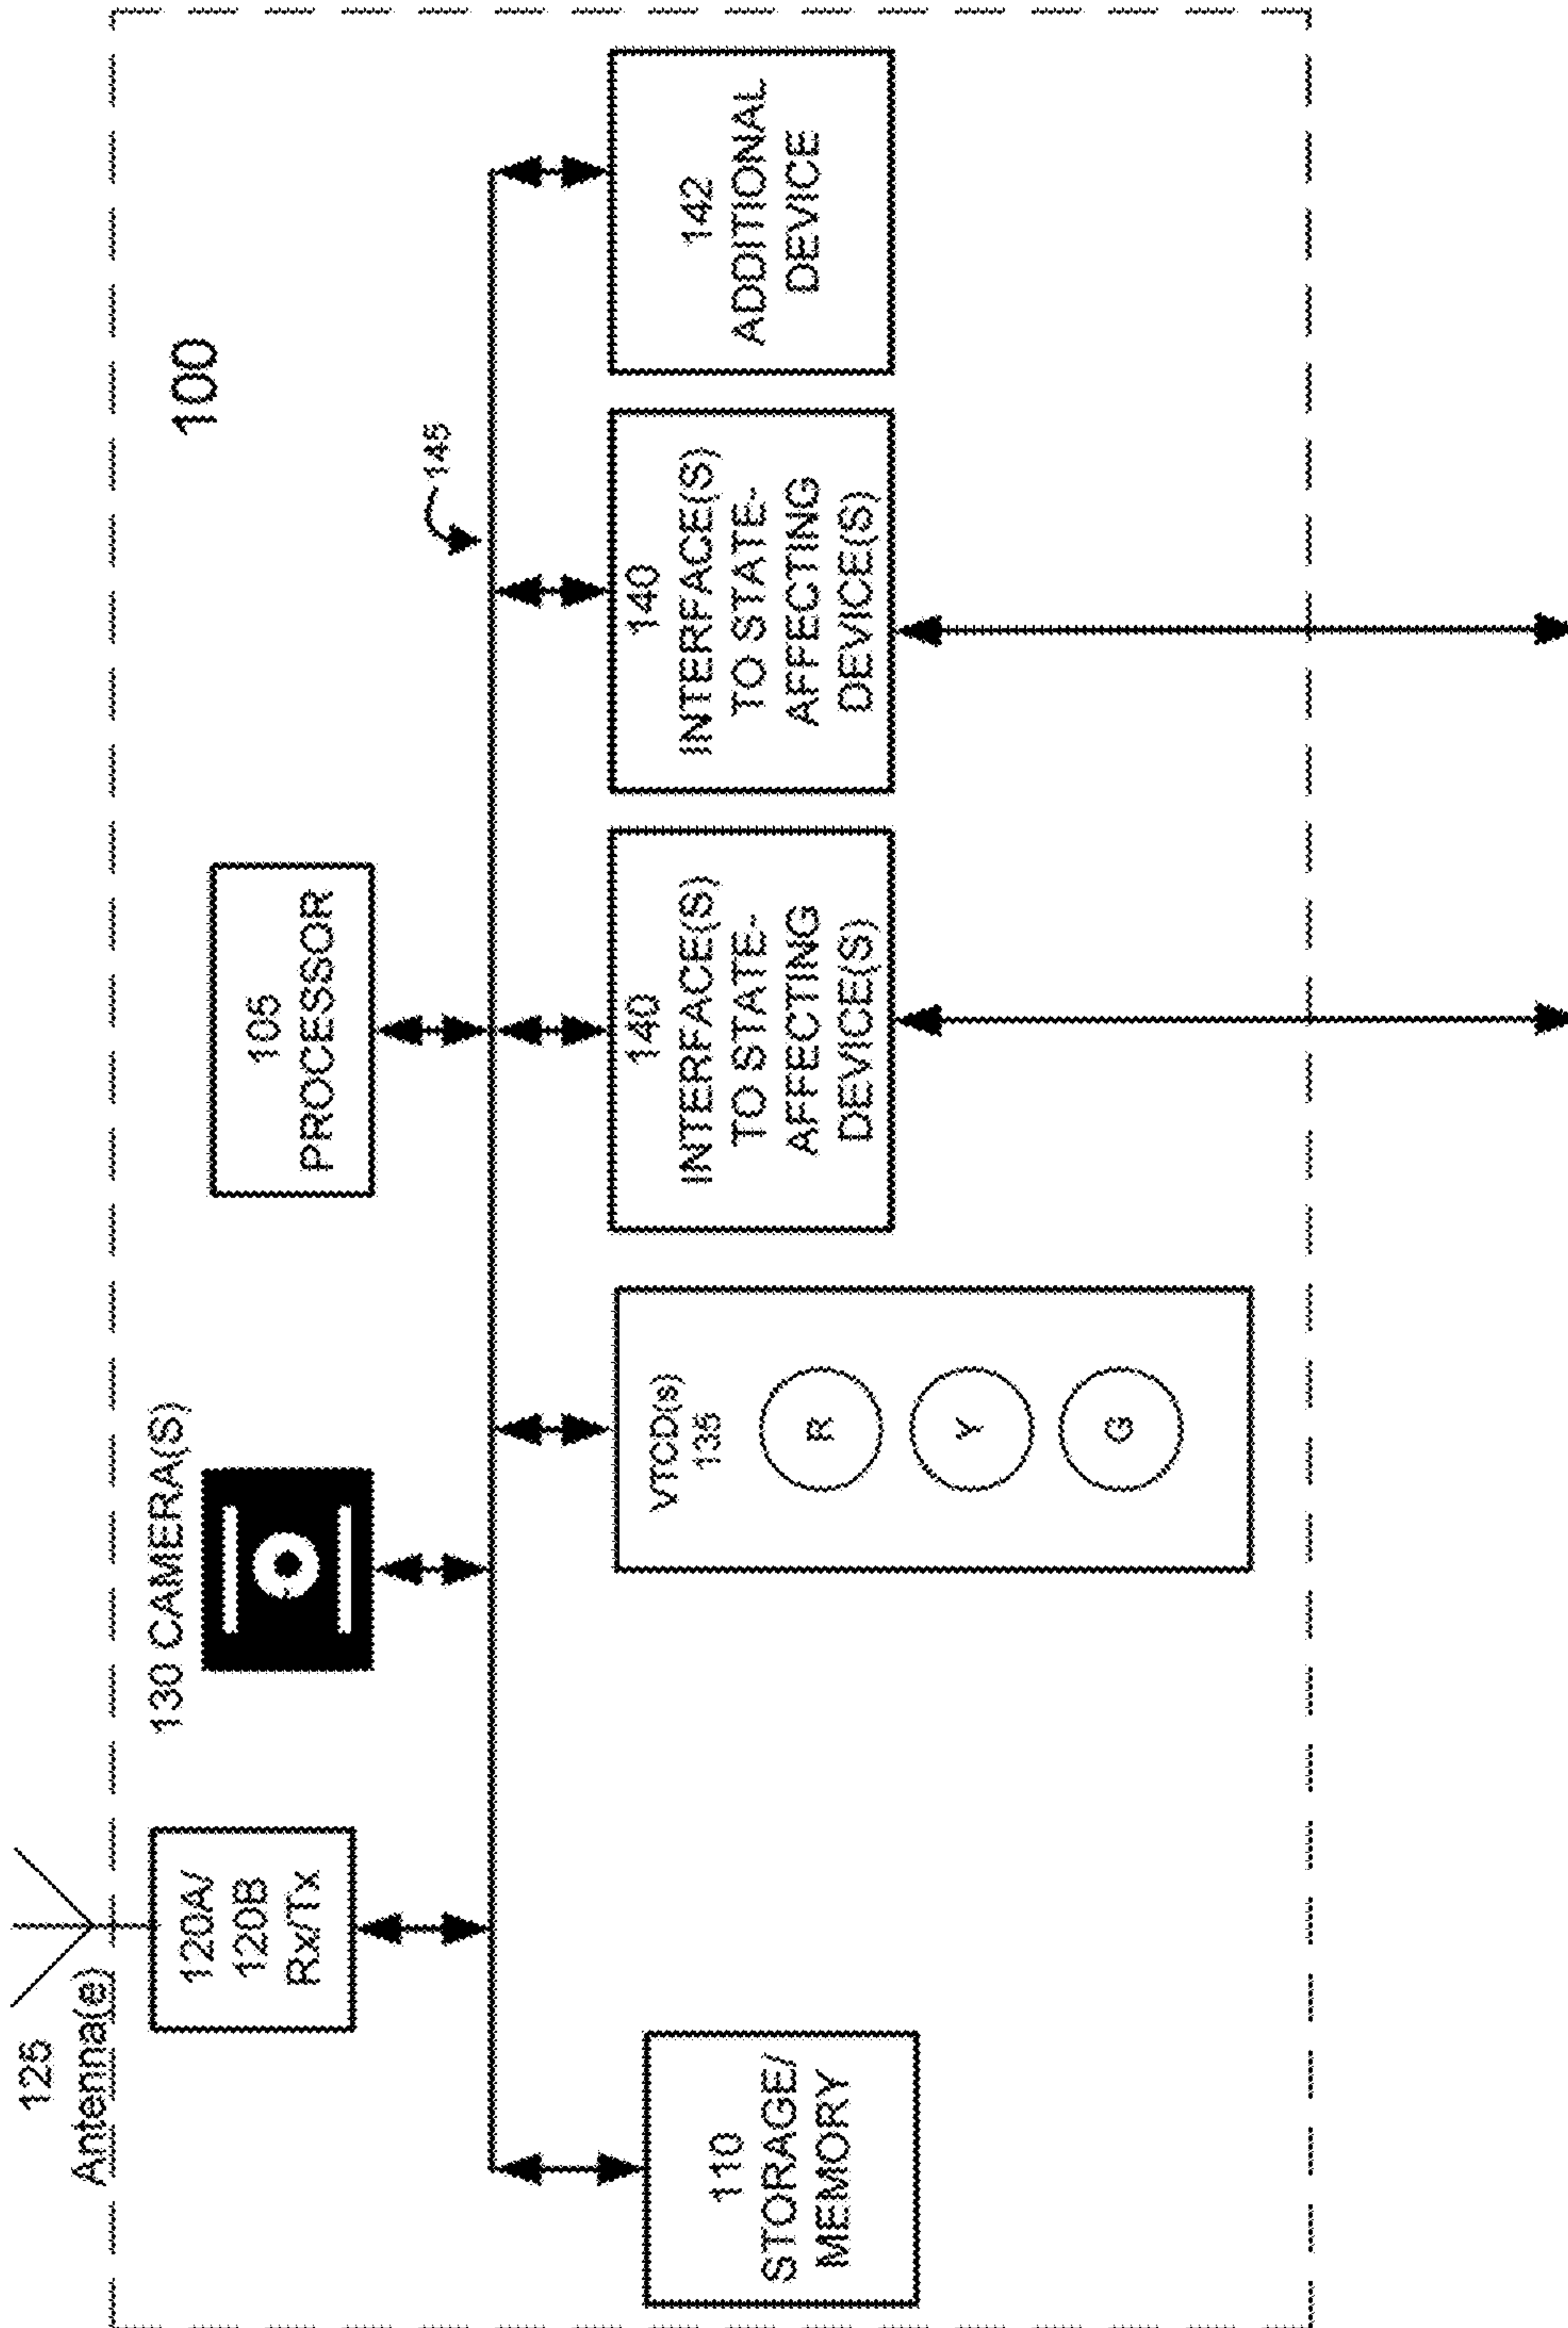 125
Antenna(e)
120A/
120B
Rx/Tx
130 CAMERA(S)
105
PROCESSOR
100
145
110
STORAGE/
MEMORY
VTCD(s)
135
R
Y
G
140
INTERFACE(S)
TO STATE-
AFFECTING
DEVICE(S)
140
INTERFACE(S)
TO STATE-
AFFECTING
DEVICE(S)
142
ADDITIONAL
DEVICE